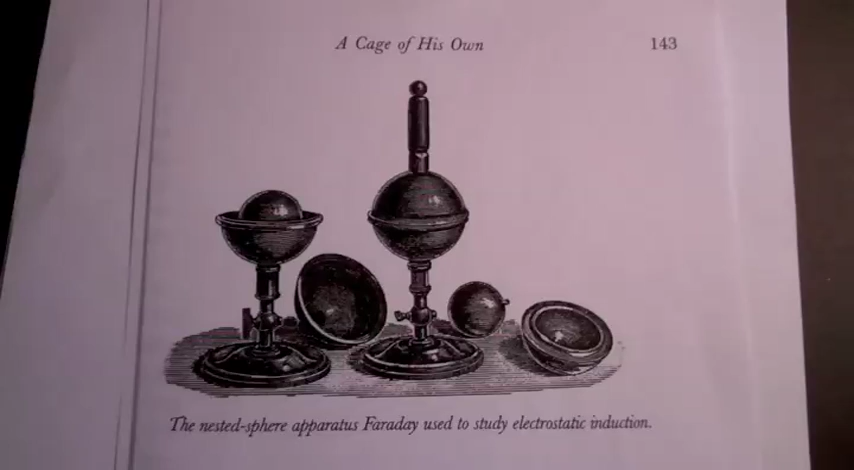 A Cage of His Own 143
The nested-sphere apparatus Faraday used to study electrostatic induction.